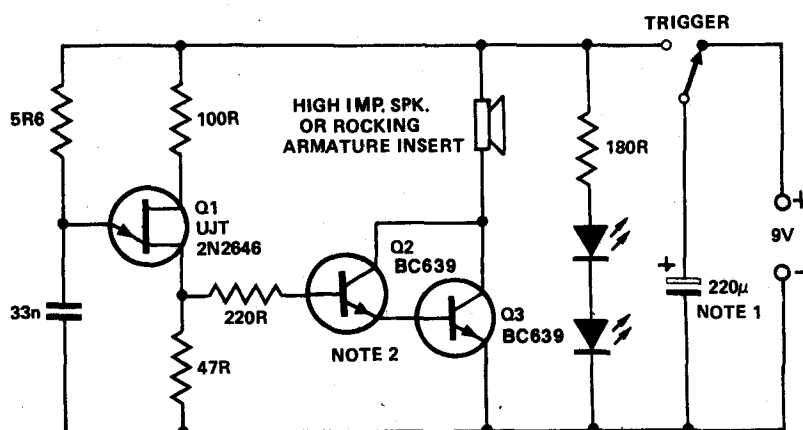 TRIGGER
5R6
100R
HIGH IMP. SPK.
OR ROCKING
ARMATURE INSERT
180R
Q1
UJT
2N2646
Q2
BC639
+
9V
-
+
220μ
NOTE 1
33n
220R
Q3
BC639
NOTE 2
47R